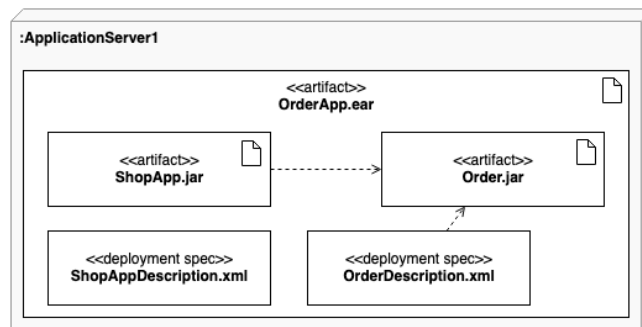 :ApplicationServer1
<<artifact>>
OrderApp.ear
<<artifact>>
ShopApp.jar
<<artifact>>
Order.jar
<<deployment spec>>
ShopAppDescription.xml
<<deployment spec>>
OrderDescription.xml